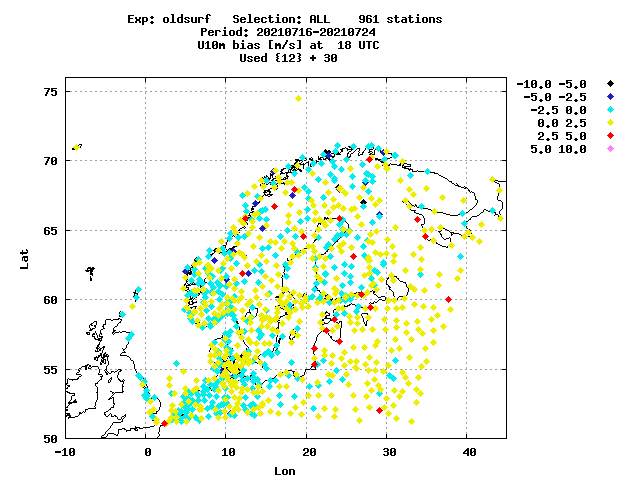 Exp: oldsurf   Selection: ALL    961 stations
Period: 20210716-20210724
U10m bias [m/s] at  18 UTC
Used {12} + 30
-10.0 -5.0
-5.0 -2.5
-2.5 0.0
0.0 2.5
2.5 5.0
5.0 10.0
75
70
65
60
55
50
Lat
-10 0 10 20 30 40
Lon